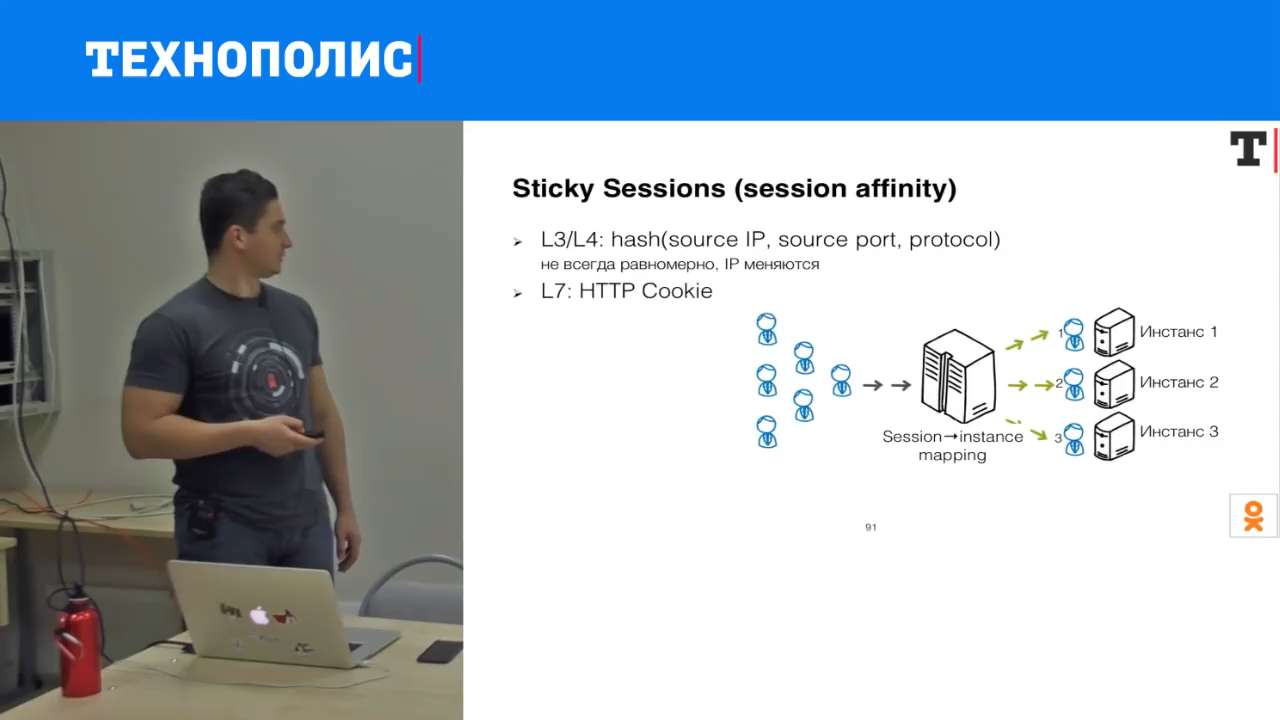 ТЕХНОПОЛИС
T
Sticky Sessions (session affinity)
L3/L4: hash(source IP, source port, protocol)
не всегда равномерно, IP меняются
L7: HTTP Cookie
1
Инстанс 1
2
Инстанс 2
3
Инстанс 3
Session→instance
mapping
91